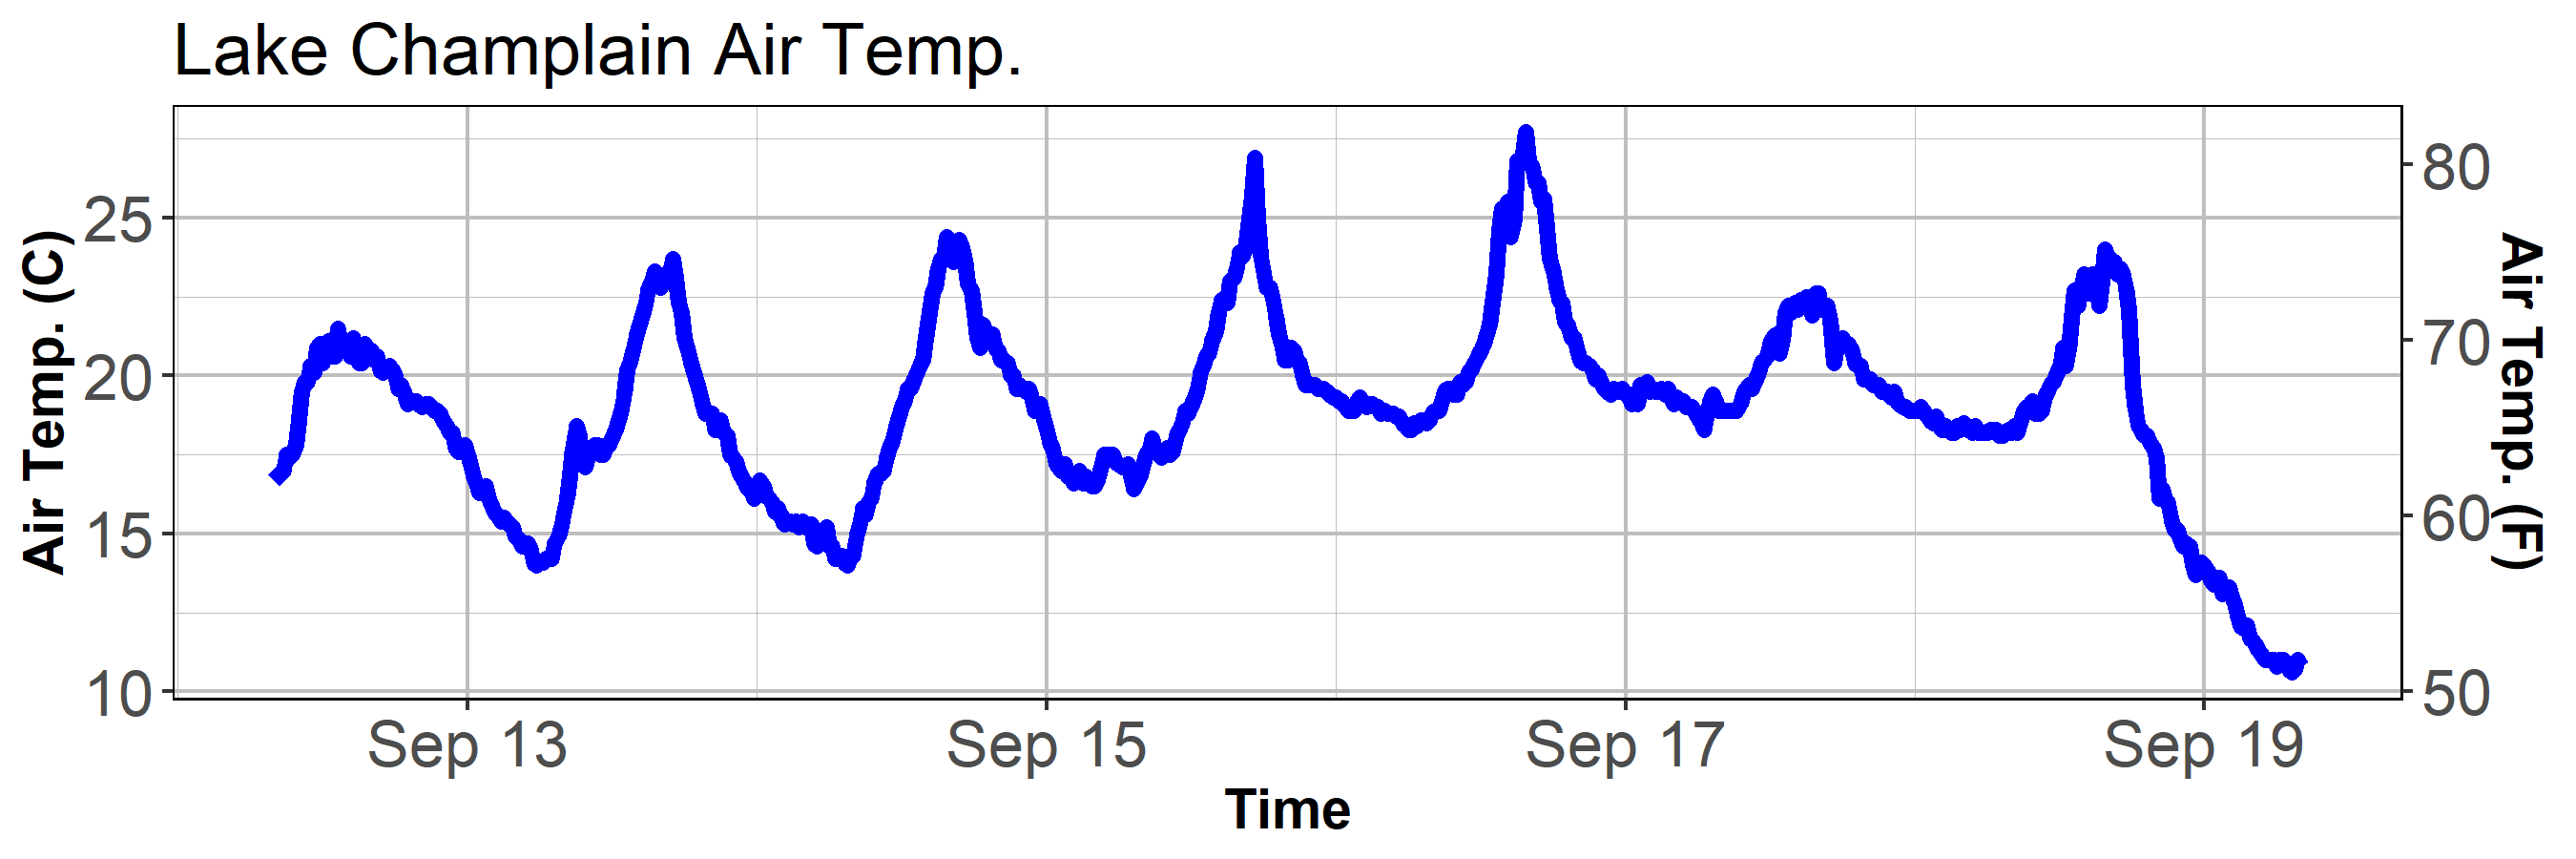 Lake Champlain Air Temp.
Air Temp. (C)
25
20
15
10
80
70
60
50
Air Temp. (F)
Sep 13 Sep 15 Sep 17 Sep 19
Time